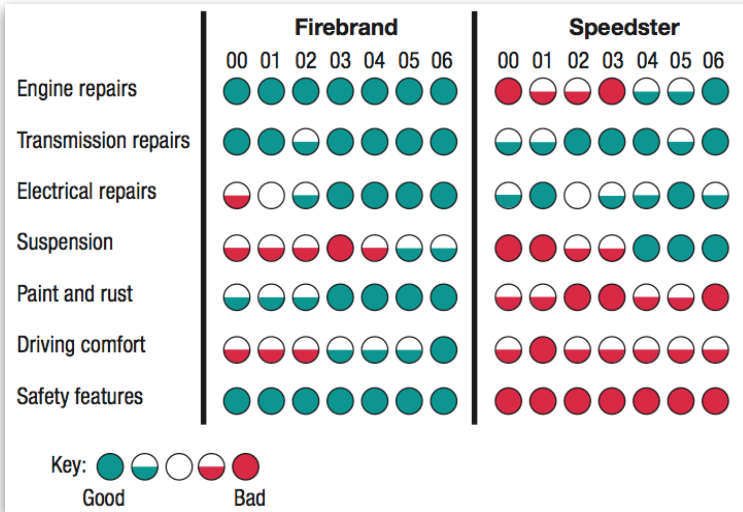 Firebrand Speedster
00 01 02 03 04 05 06 00 01 02 03 04 05 06
Engine repairs
Transmission repairs
Electrical repairs
Suspension
Paint and rust
Driving comfort
Safety features
Key:
Good Bad